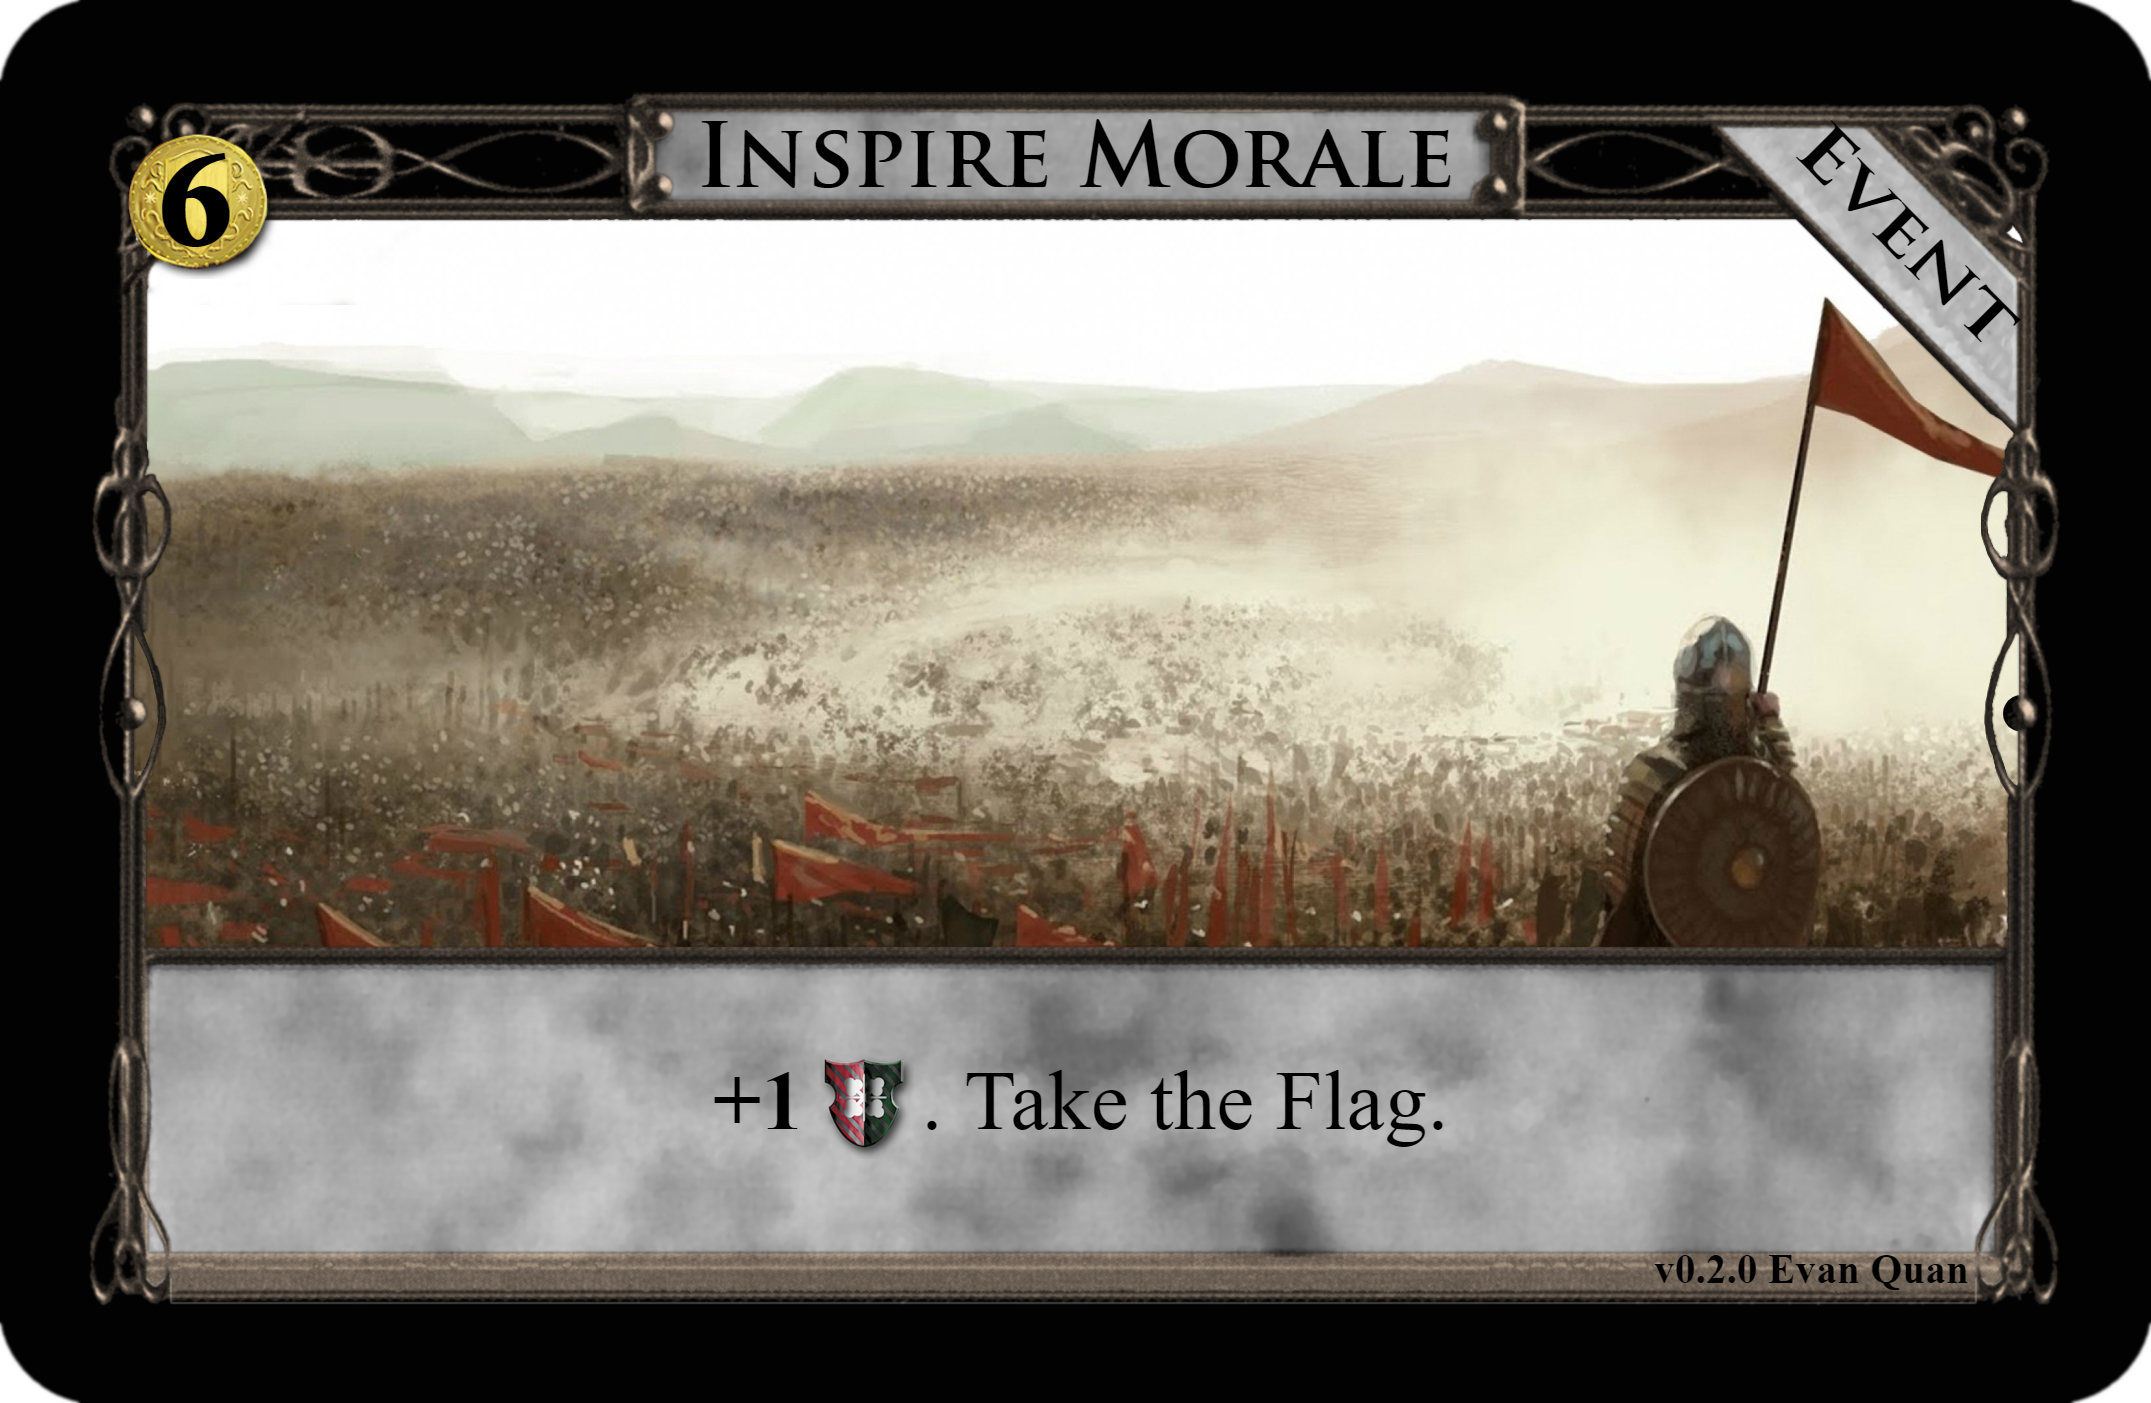 6
INSPIRE MORALE
EVENT
+1 . Take the Flag.
v0.2.0 Evan Quan